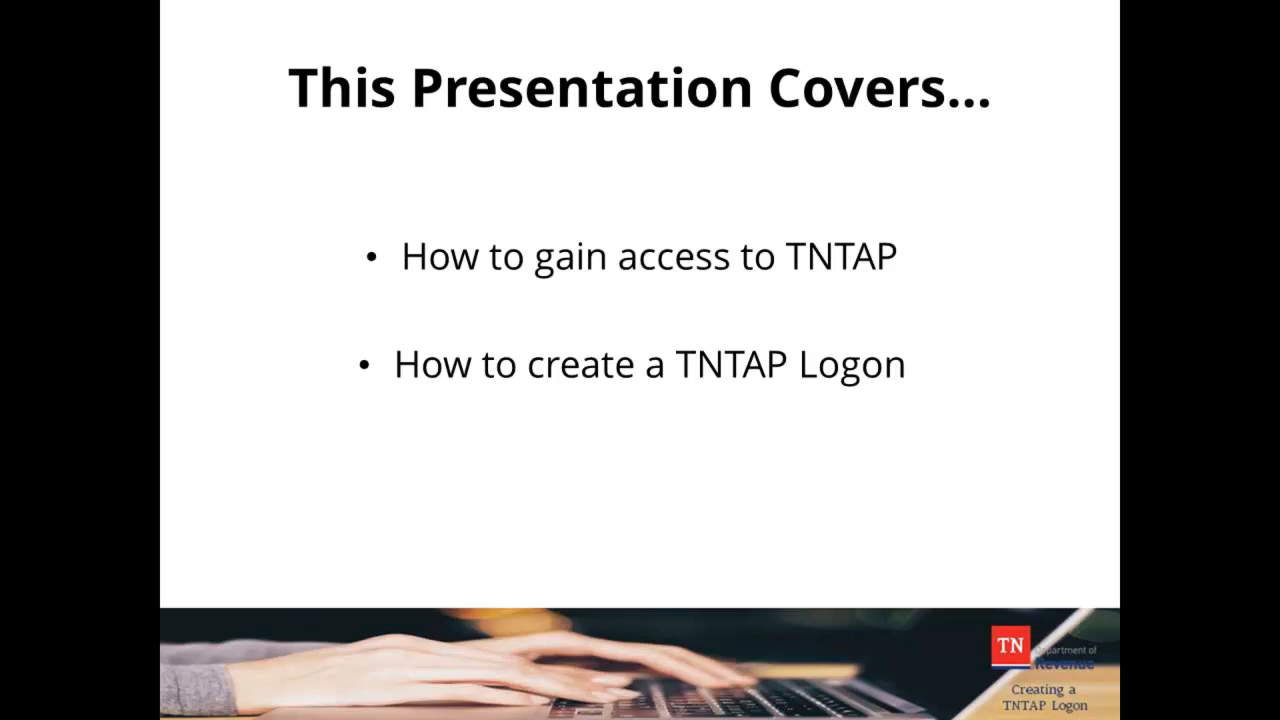 This Presentation Covers...
• How to gain access to TNTAP
• How to create a TNTAP Logon
TN
Department of
Revenue
Creating a
TNTAP Logon